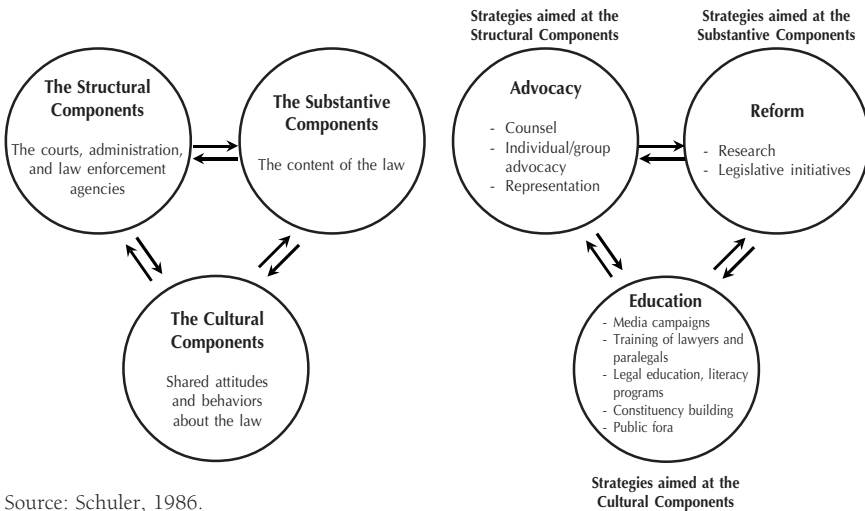 The Structural
Components
The courts, administration,
and law enforcement
agencies
The Substantive
Components
The content of the law
The Cultural
Components
Shared attitudes
and behaviors
about the law
Strategies aimed at the
Structural Components
Advocacy
- Counsel
- Individual/group
advocacy
- Representation
Strategies aimed at the
Substantive Components
Reform
- Research
- Legislative initiatives
Education
- Media campaigns
- Training of lawyers and
paralegals
- Legal education, literacy
programs
- Constituency building
- Public fora
Strategies aimed at the
Cultural Components
Source: Schuler, 1986.